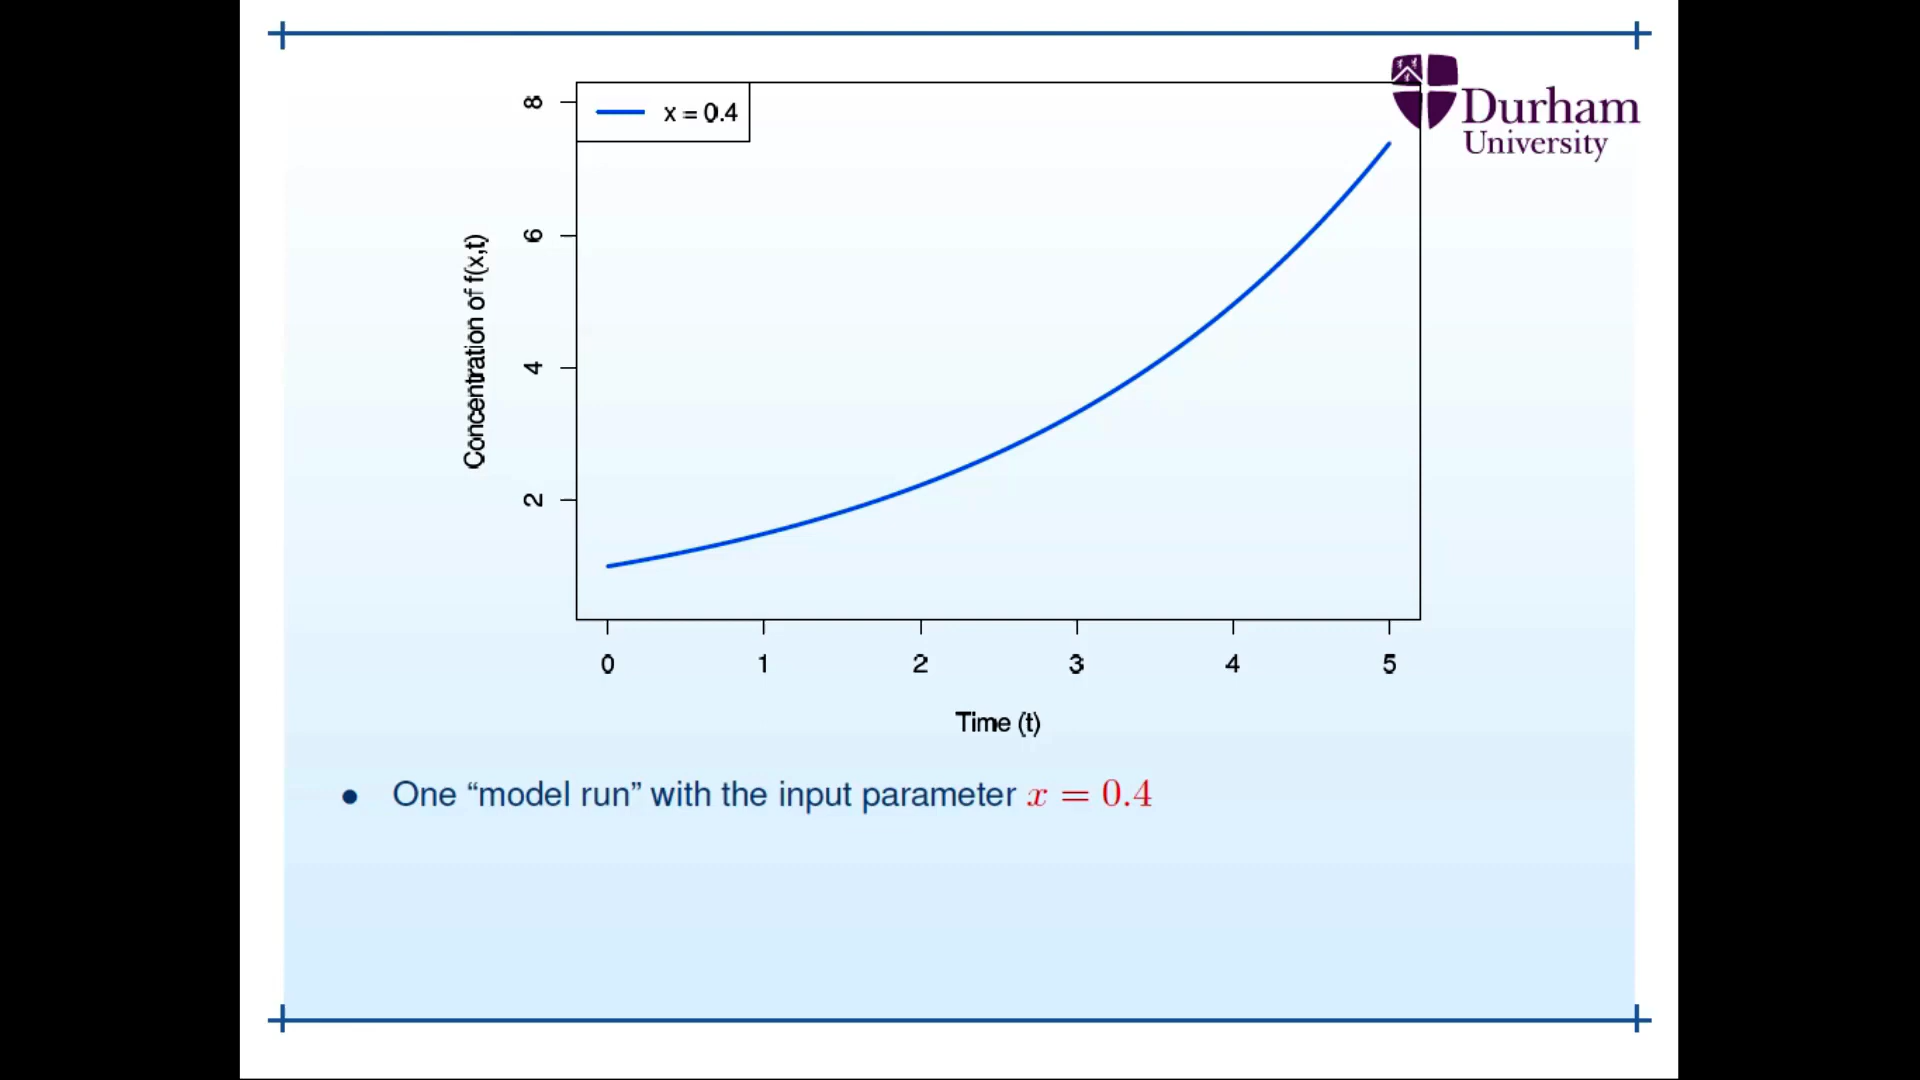 Durham
University
x = 0.4
8
6
4
2
Concentration of f(x,t)
0 1 2 3 4 5
Time (t)
● One “model run” with the input parameter x = 0.4